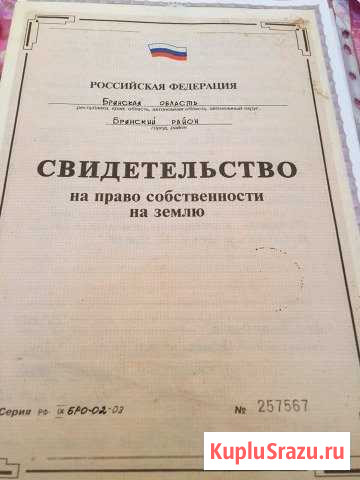 РОССИЙСКАЯ ФЕДЕРАЦИЯ
БРЯНСКАЯ ОБЛАСТЬ
республика, край, область, автономная область, автономный округ
БРЯНСКИЙ РАЙОН
город, район
СВИДЕТЕЛЬСТВО
на право собственности
на землю
Серия РФ IX БРО-02-03 № 257567
KupluSrazu.ru